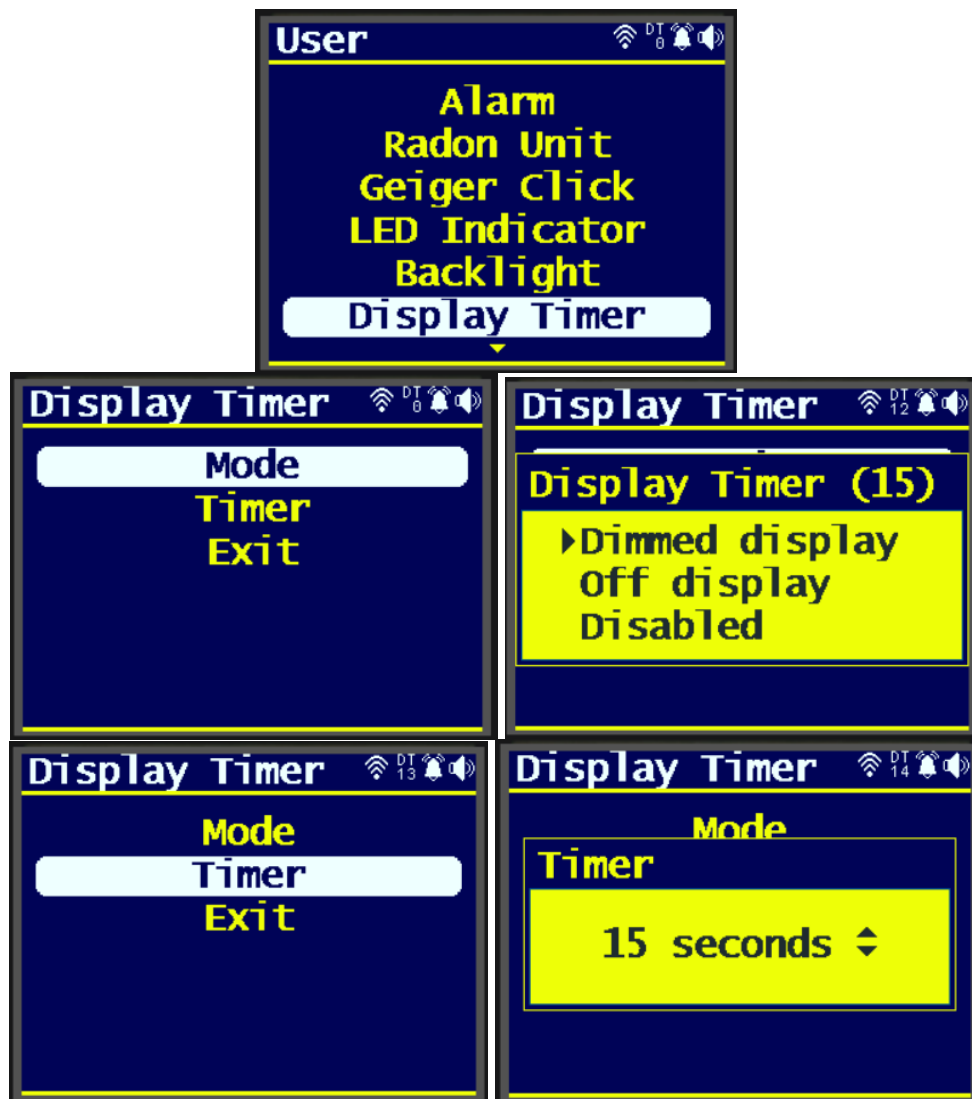 User DT 0
Alarm
Radon Unit
Geiger Click
LED Indicator
Backlight
Display Timer
Display Timer DT 0
Mode
Timer
Exit
Display Timer DT 12
Display Timer (15)
Dimmed display
Off display
Disabled
Display Timer DT 13
Mode
Timer
Exit
Display Timer DT 14
Mode
Timer
15 seconds